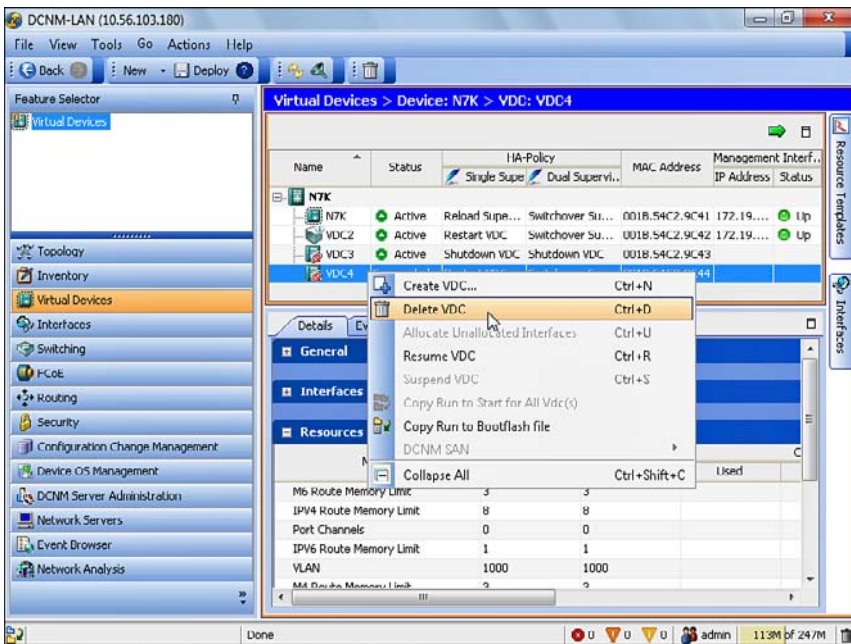 DCNM-LAN (10.56.103.180)
File View Tools Go Actions Help
Back New Deploy
Feature Selector
Virtual Devices > Device: N7K > VDC: VDC4
Virtual Devices
Name Status HA-Policy MAC Address Management Interf..
Single Supe Dual Supervi.. IP Address Status
N7K
N7K Active Reload Supe... Switchover Su... 001B.54C2.9C41 172.19.... Up
VDC2 Active Restart VDC Switchover Su... 001B.54C2.9C42 172.19.... Up
VDC3 Active Shutdown VDC Shutdown VDC 001B.54C2.9C43
VDC4
Resource Templates
Interfaces
Topology
Inventory
Virtual Devices
Interfaces
Switching
FCoE
Routing
Security
Configuration Change Management
Device OS Management
DCNM Server Administration
Network Servers
Event Browser
Network Analysis
Create VDC... Ctrl+N
Delete VDC Ctrl+D
Allocate Unallocated Interfaces Ctrl+U
Resume VDC Ctrl+R
Suspend VDC Ctrl+S
Copy Run to Start for All Vdc(s)
Copy Run to Bootflash file
DCNM SAN
Collapse All Ctrl+Shift+C
Details
General
Interfaces
Resources
Used
M6 Route Memory Limit 3 3
IPV4 Route Memory Limit 8 8
Port Channels 0 0
IPV6 Route Memory Limit 1 1
VLAN 1000 1000
M4 Route Memory Limit
Done 0 0 0 admin 113M of 247M